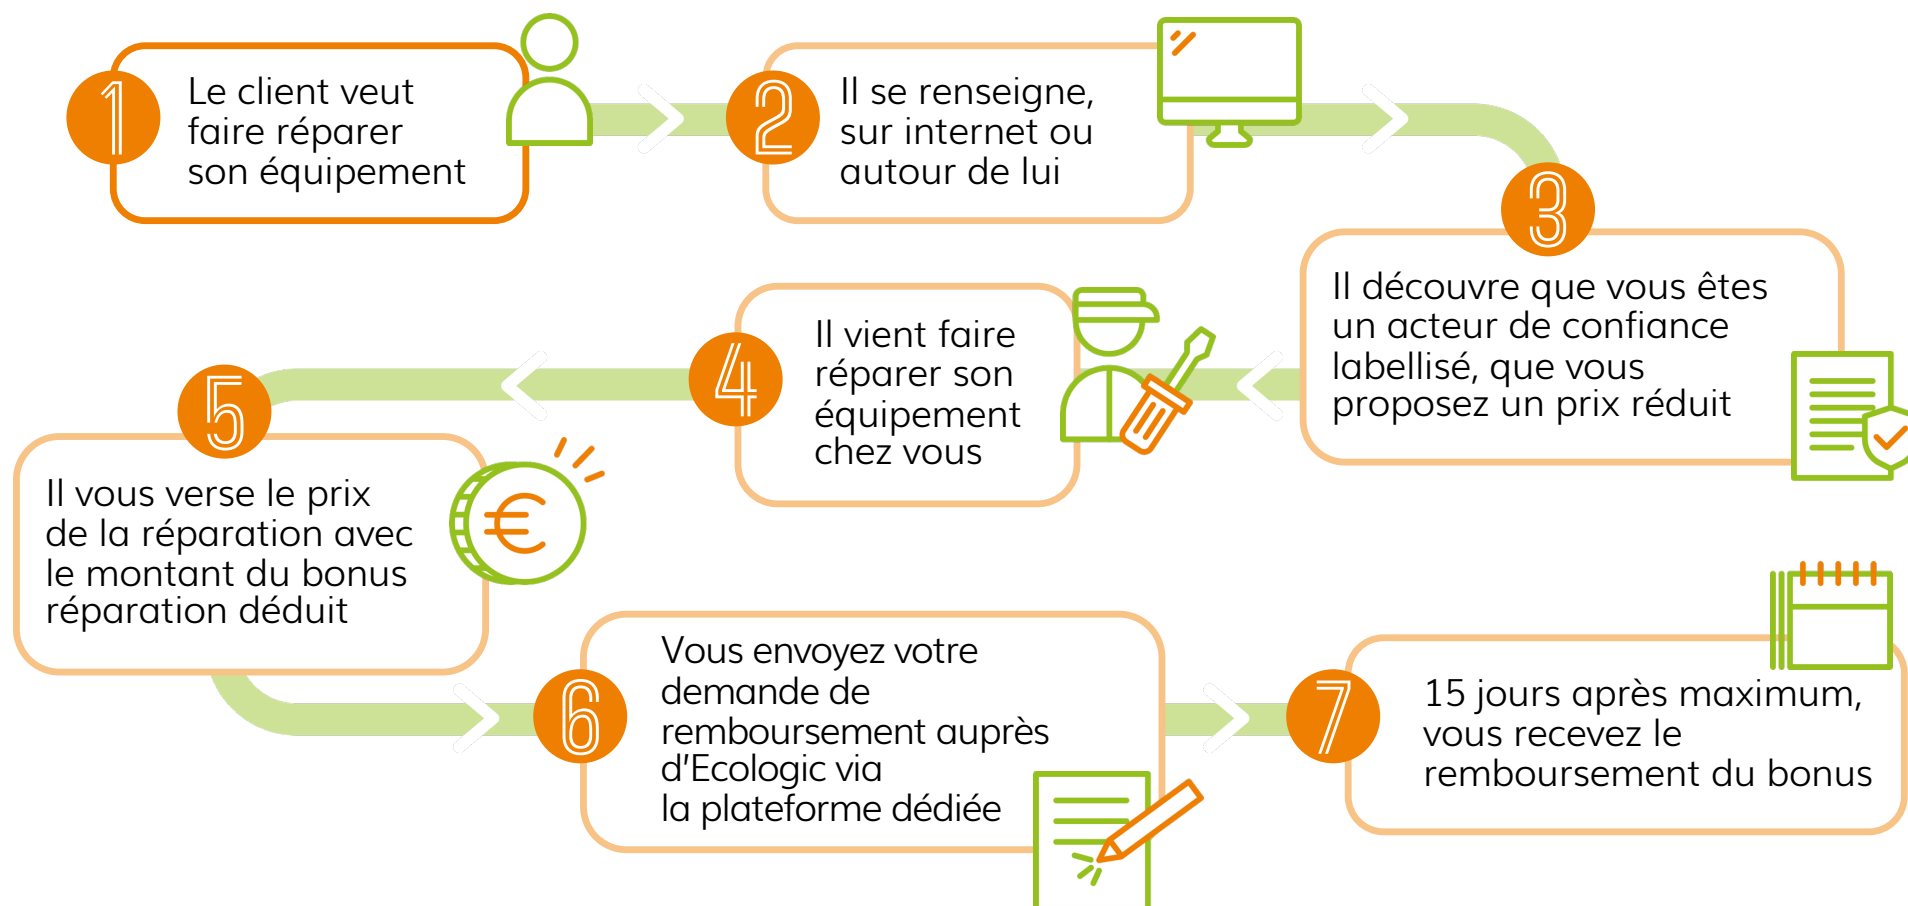 1
Le client veut
faire réparer
son équipement
2
Il se renseigne,
sur internet ou
autour de lui
3
Il découvre que vous êtes
un acteur de confiance
labellisé, que vous
proposez un prix réduit
4
Il vient faire
réparer son
équipement
chez vous
5
Il vous verse le prix
de la réparation avec
le montant du bonus
réparation déduit
€
6
Vous envoyez votre
demande de
remboursement auprès
d'Ecologic via
la plateforme dédiée
7
15 jours après maximum,
vous recevez le
remboursement du bonus